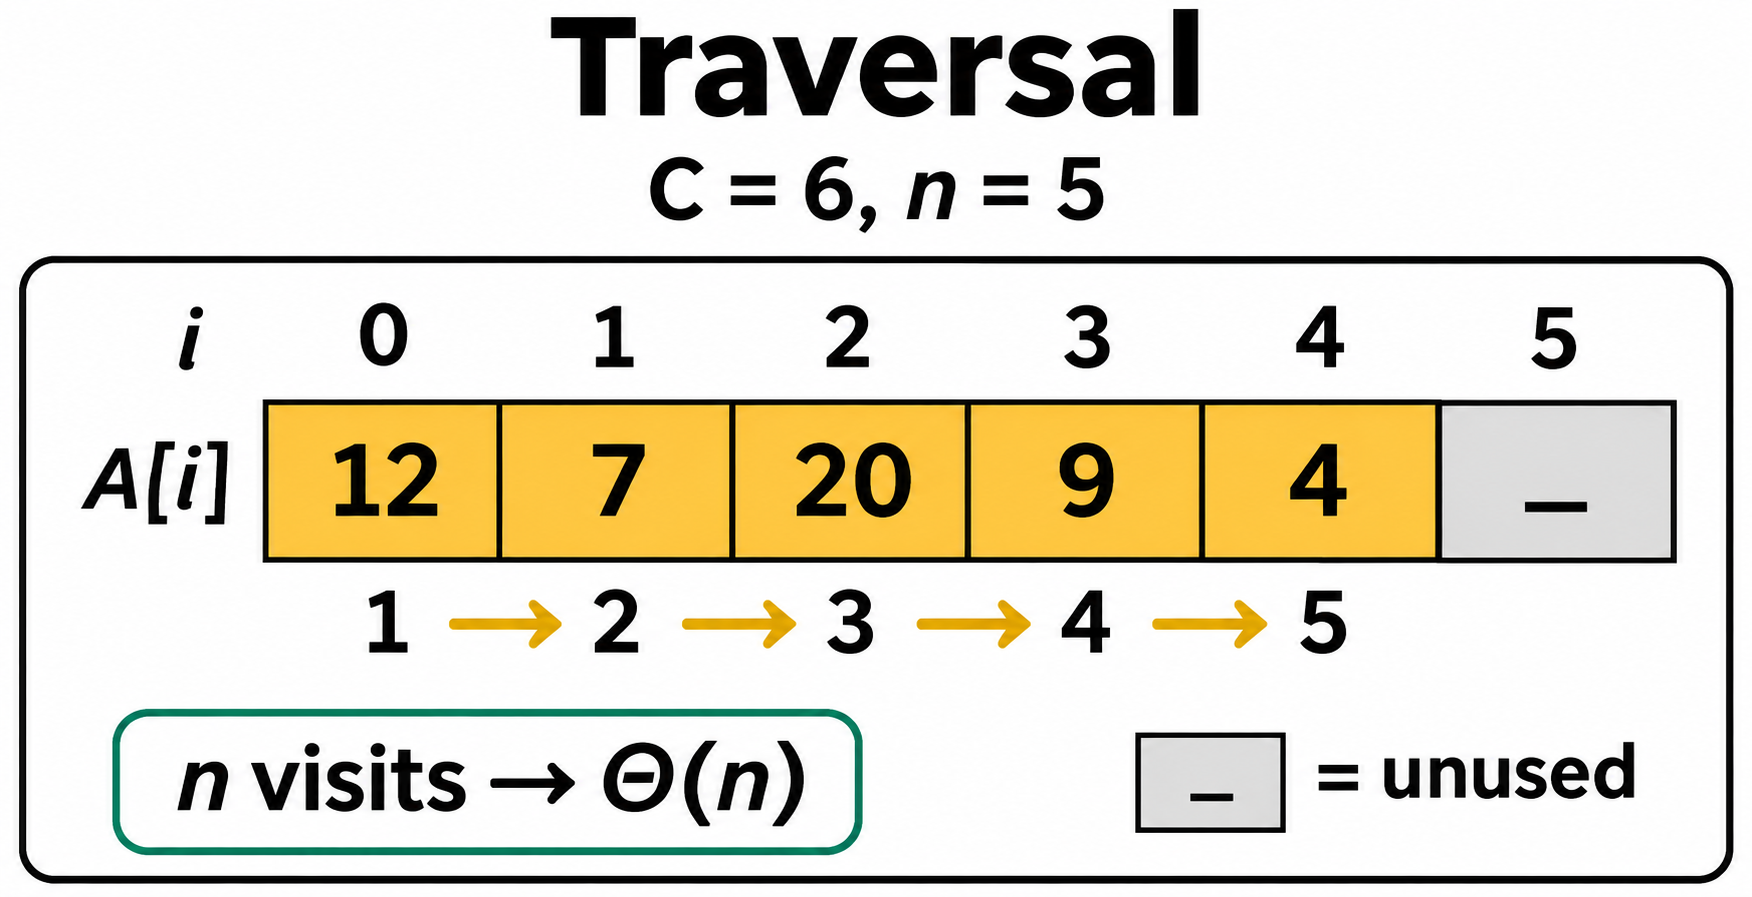 Traversal
C = 6, n = 5
i 0 1 2 3 4 5
A[i] 12 7 20 9 4 _
1 → 2 → 3 → 4 → 5
n visits → Θ(n)
_ = unused